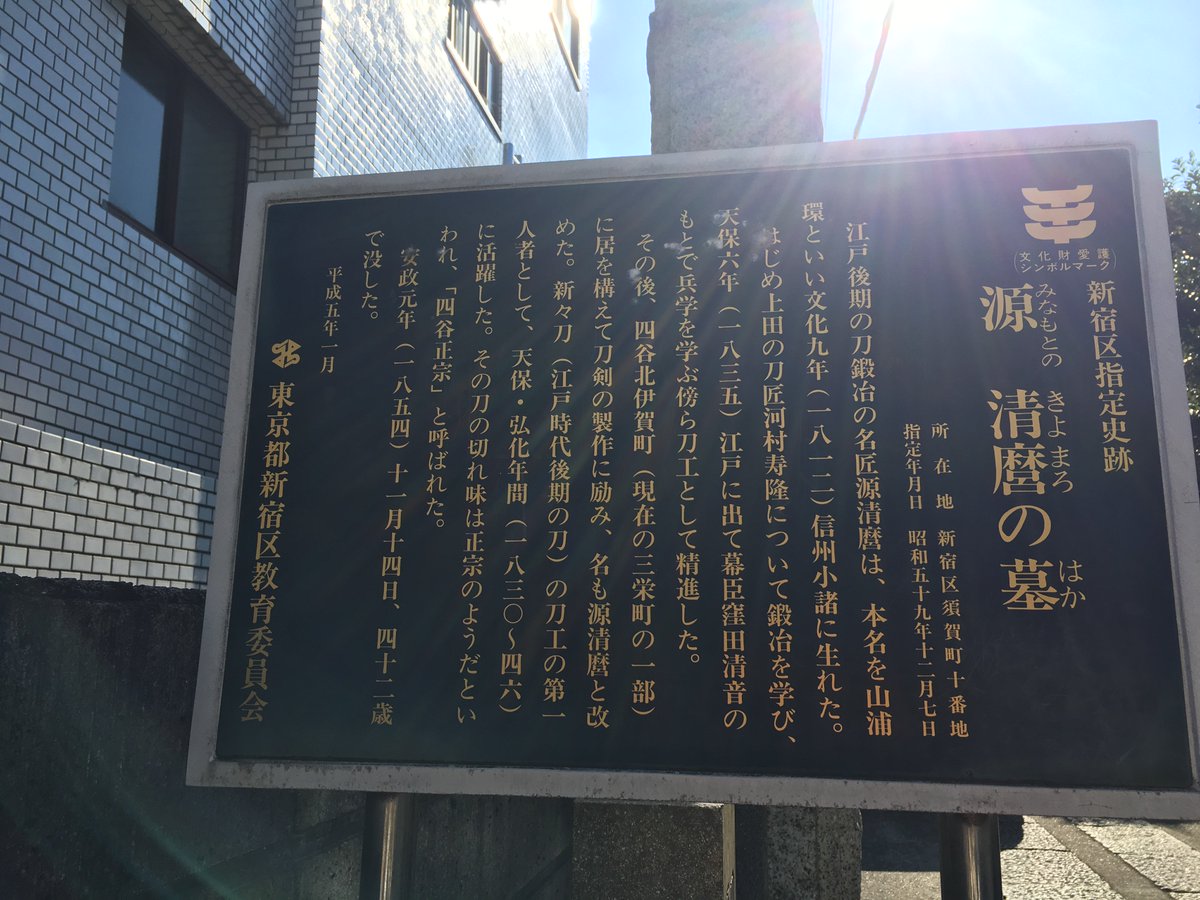 新宿区指定史跡
(文化財愛護シンボルマーク)
みなもとの きよまろ はか
源 清麿の墓
所在地 新宿区須賀町十番地
指定年月日 昭和五十九年十二月七日
江戸後期の刀鍛冶の名匠源清麿は、本名を山浦
環といい文化九年（一八一二）信州小諸に生れた。
はじめ上田の刀匠河村寿隆について鍛冶を学び、
天保六年（一八三五）江戸に出て幕臣窪田清音の
もとで兵学を学ぶ傍ら刀工として精進した。
その後、四谷北伊賀町（現在の三栄町の一部）
に居を構えて刀剣の製作に励み、名も源清麿と改
めた。新々刀（江戸時代後期の刀）の刀工の第一
人者として、天保・弘化年間（一八三〇〜四六）
に活躍した。その刀の切れ味は正宗のようだとい
われ、「四谷正宗」と呼ばれた。
安政元年（一八五四）十一月十四日、四十二歳
で没した。
平成五年一月
東京都新宿区教育委員会